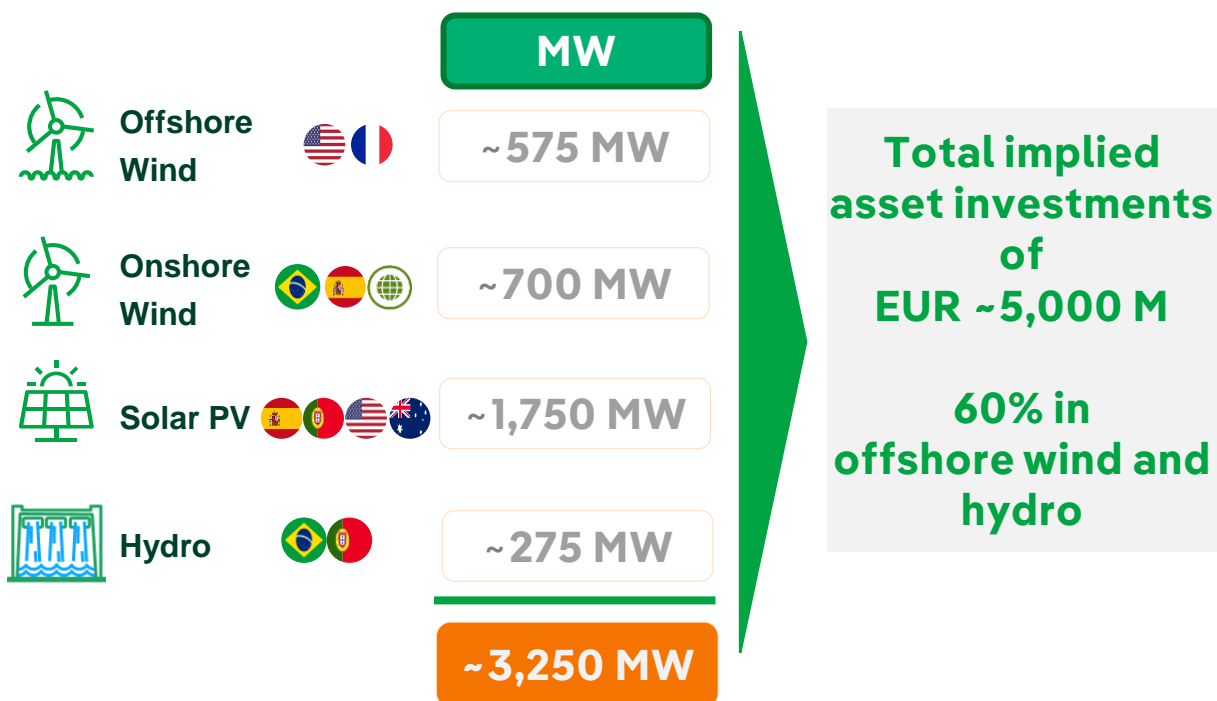 MW
Offshore
Wind
~575 MW
Onshore
Wind
~700 MW
Solar PV
~1,750 MW
Hydro
~275 MW
~3,250 MW
Total implied
asset investments
of
EUR ~5,000 M
60% in
offshore wind and
hydro